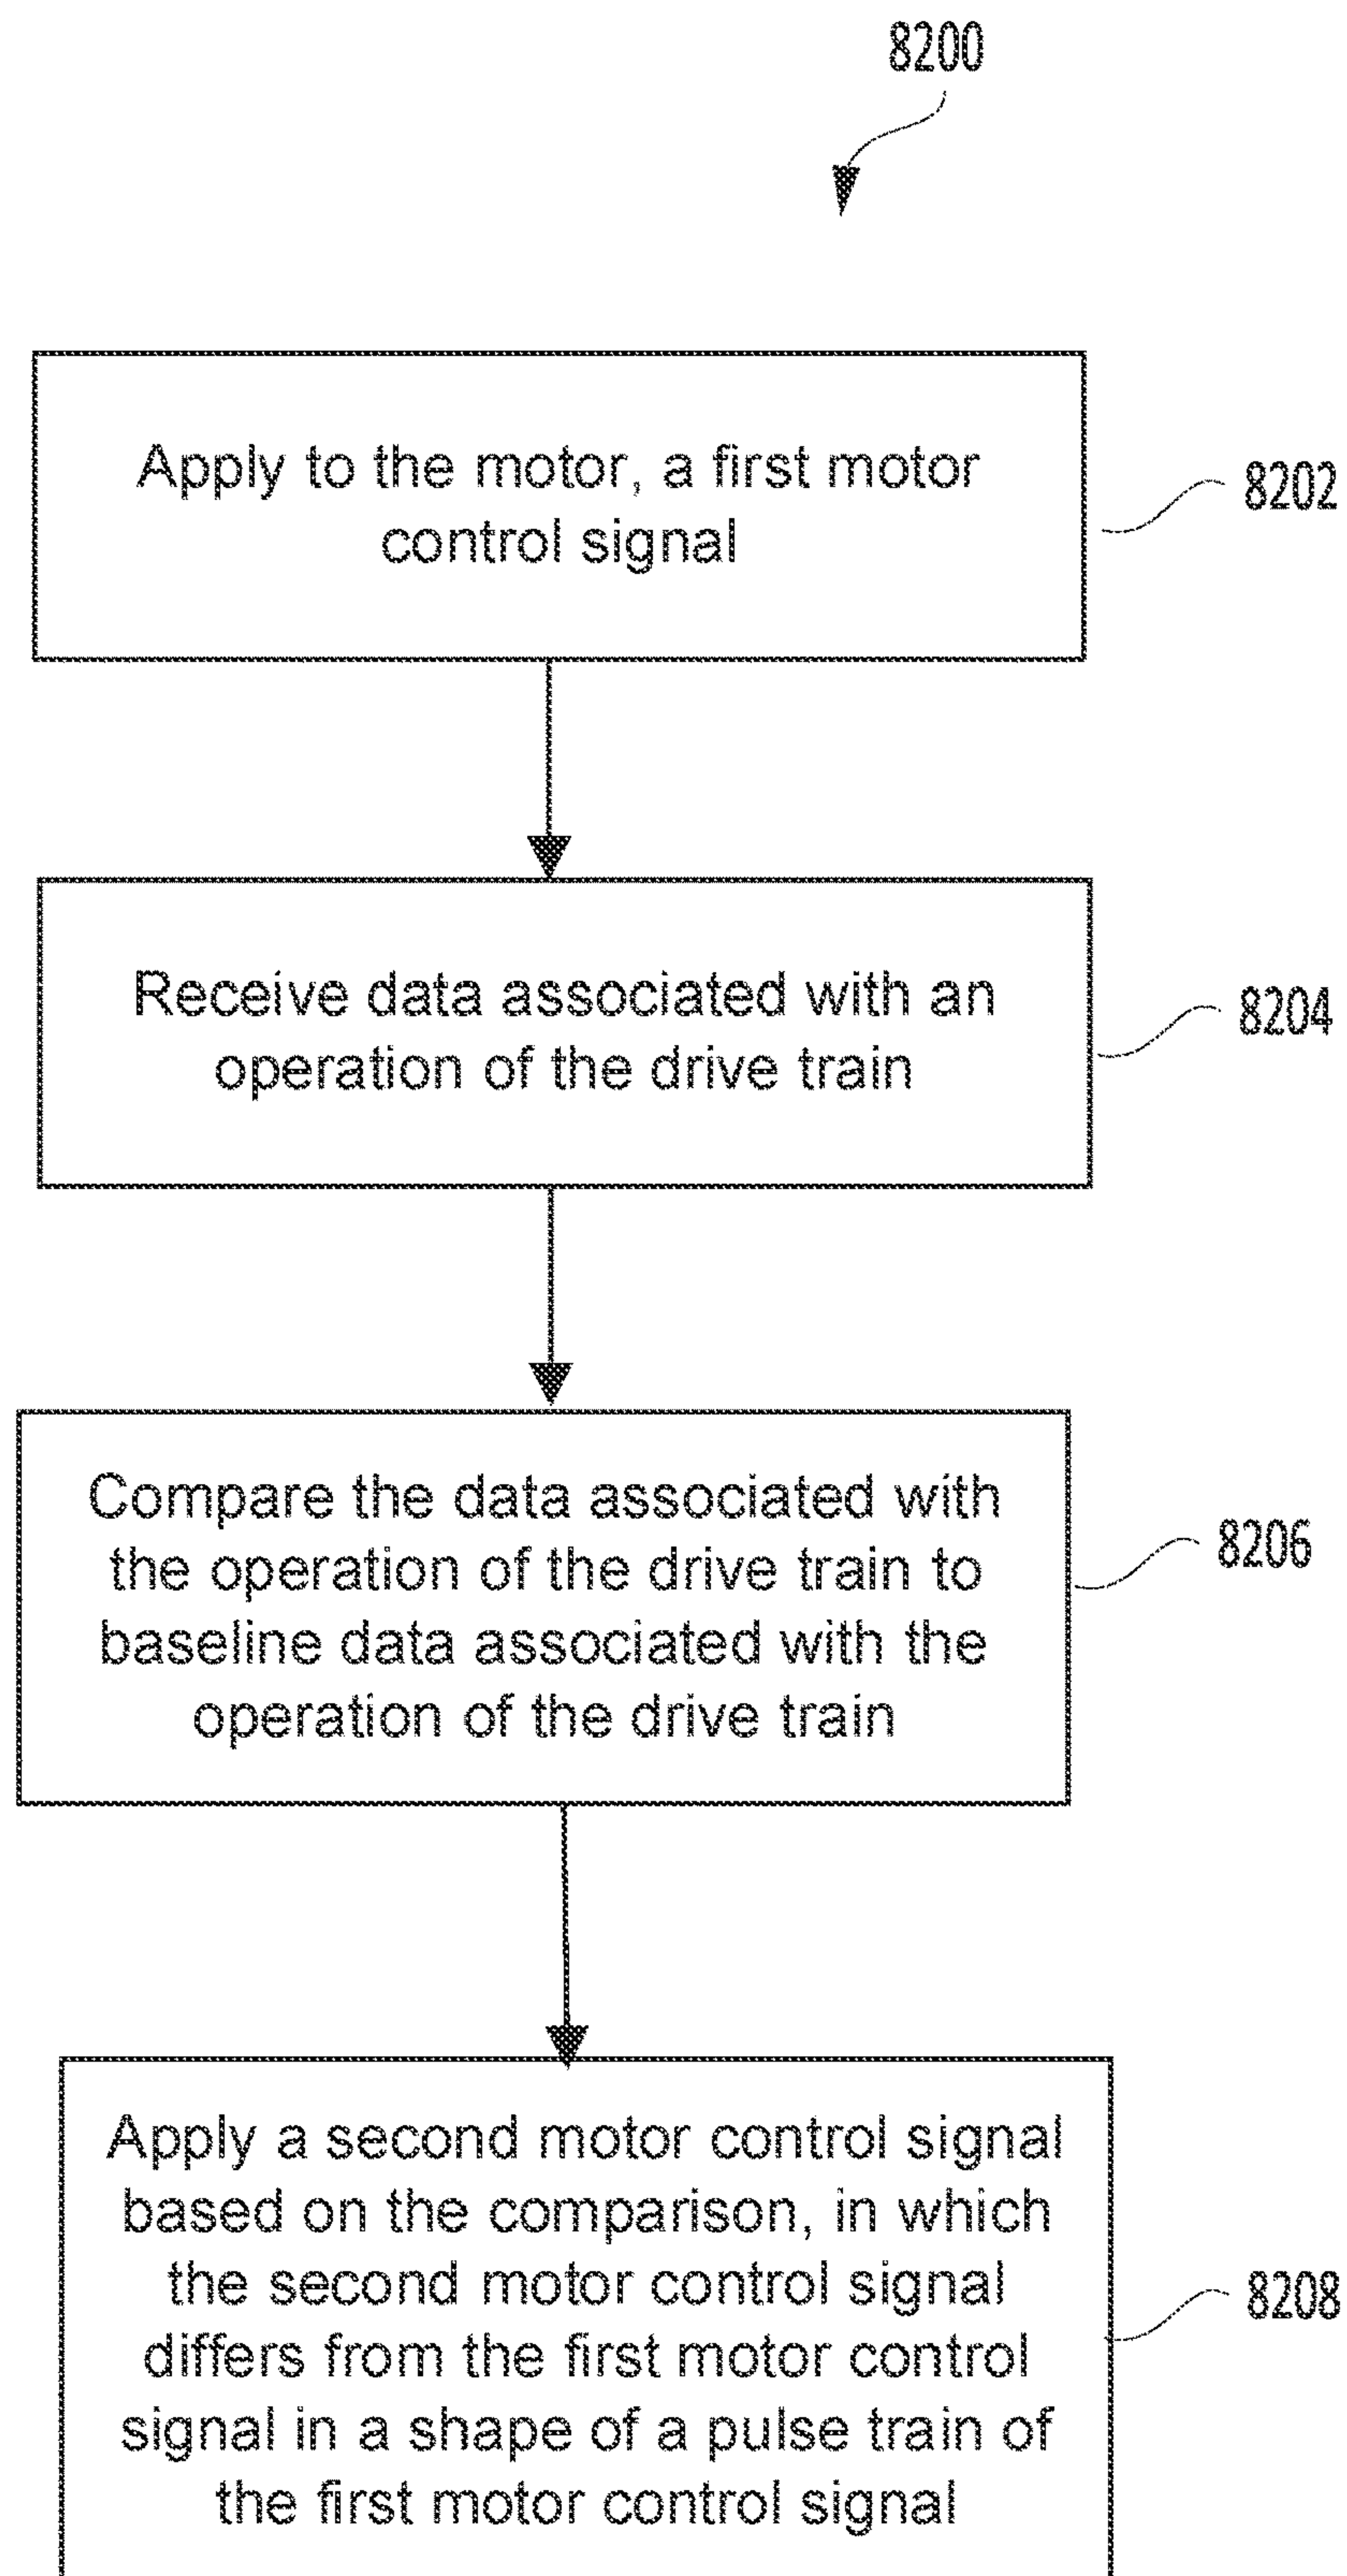 8200
Apply to the motor, a first motor
control signal
8202
Receive data associated with an
operation of the drive train
8204
Compare the data associated with
the operation of the drive train to
baseline data associated with the
operation of the drive train
8206
Apply a second motor control signal
based on the comparison, in which
the second motor control signal
differs from the first motor control
signal in a shape of a pulse train of
the first motor control signal
8208